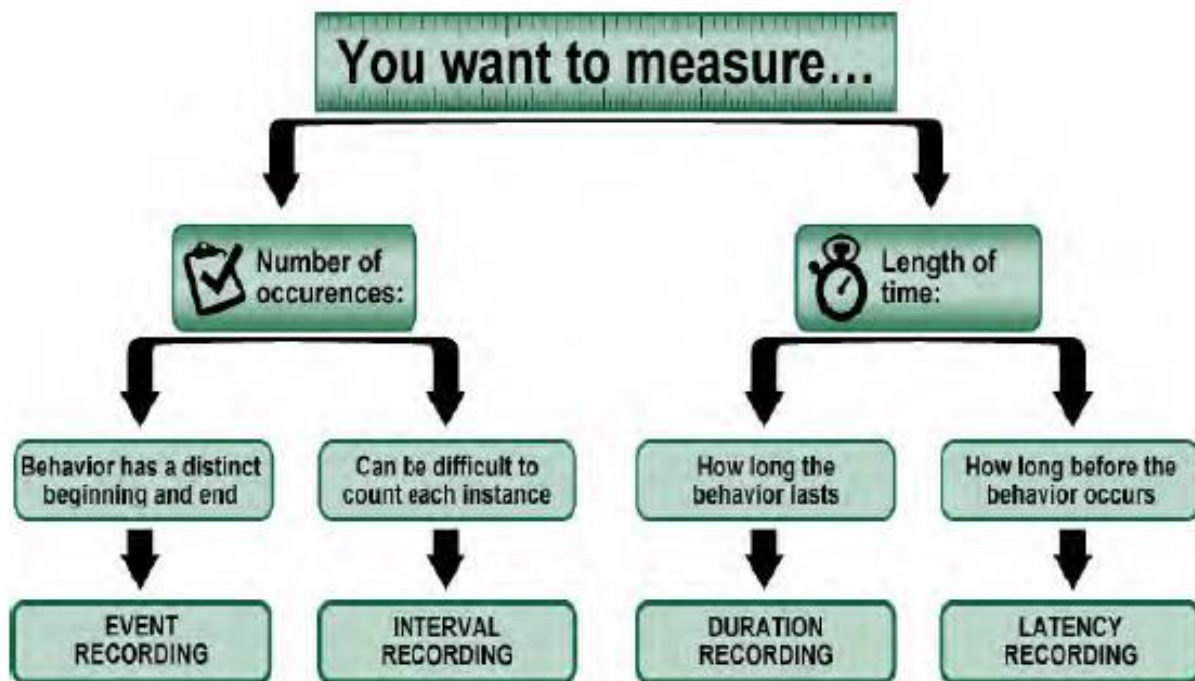 You want to measure...
Number of
occurences:
Length of
time:
Behavior has a distinct
beginning and end
Can be difficult to
count each instance
How long the
behavior lasts
How long before the
behavior occurs
EVENT
RECORDING
INTERVAL
RECORDING
DURATION
RECORDING
LATENCY
RECORDING